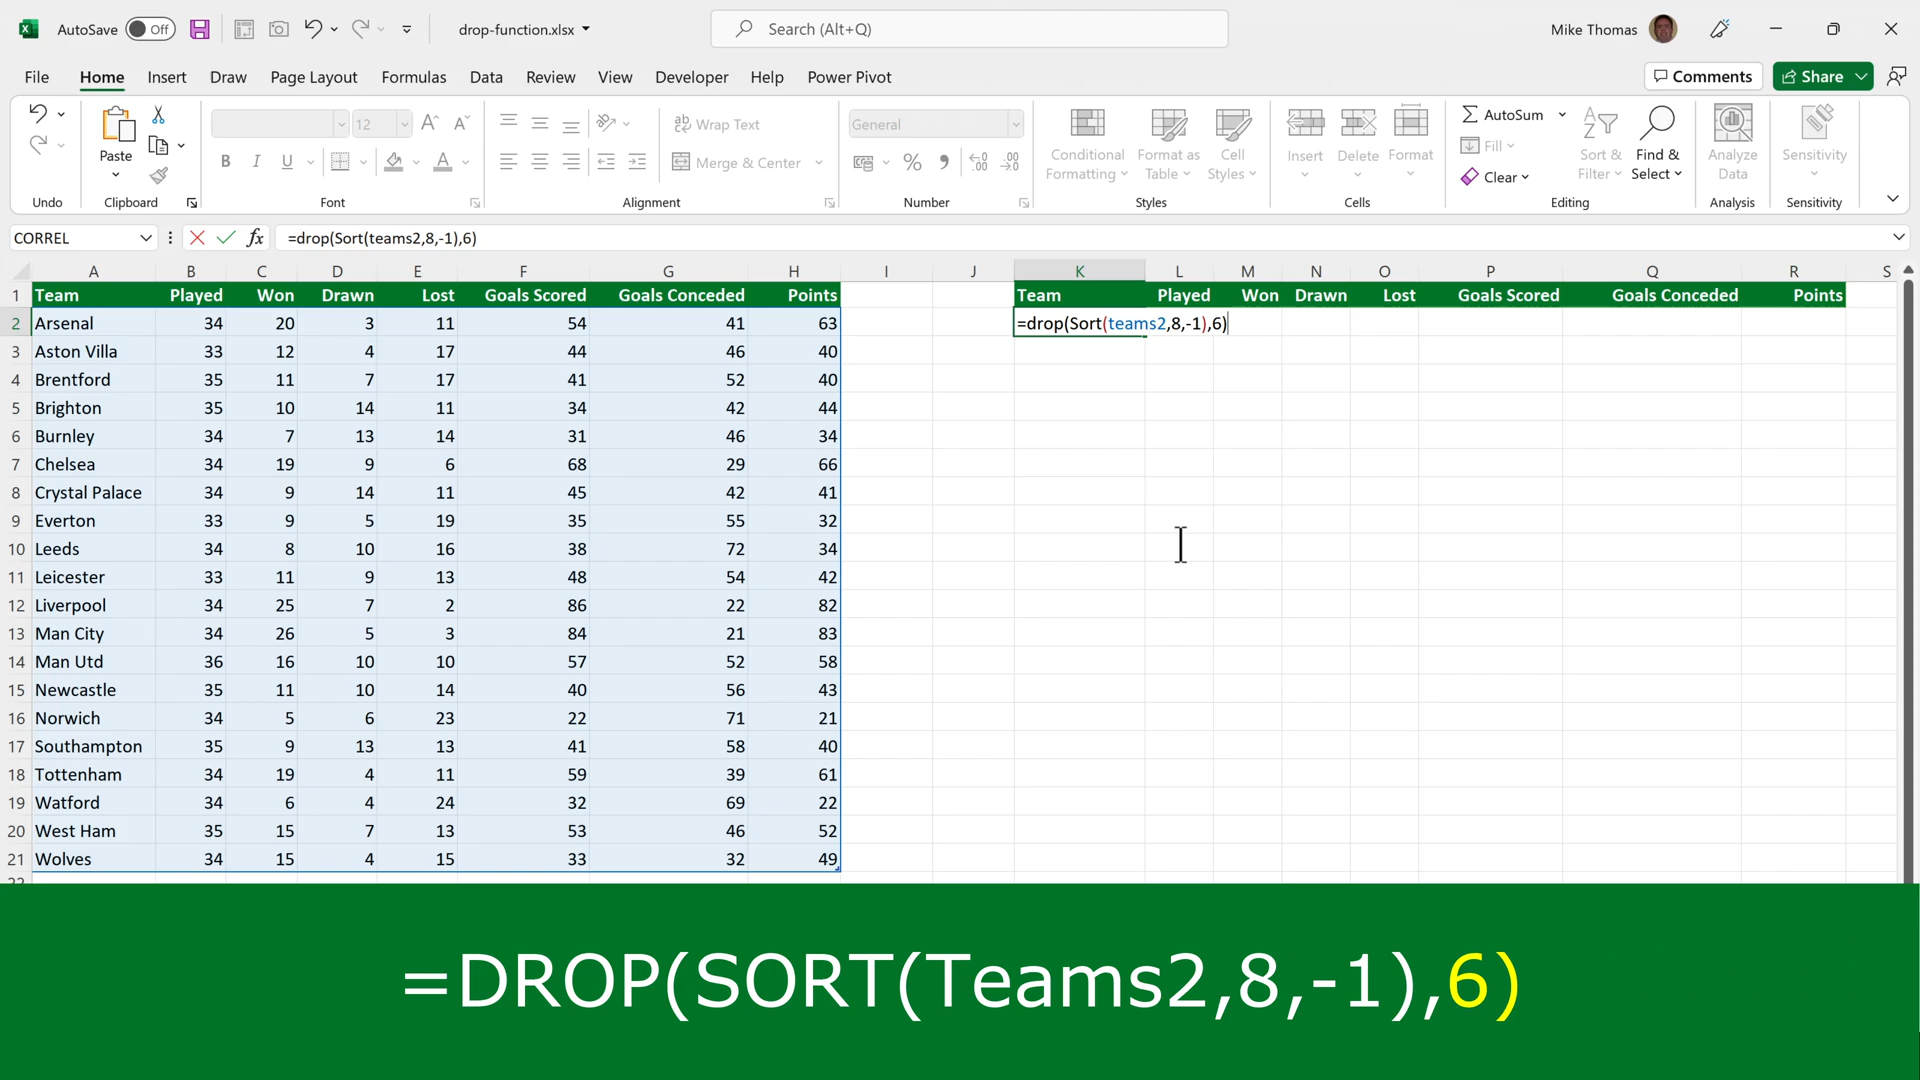 AutoSave Off drop-function.xlsx Search (Alt+Q) Mike Thomas
File Home Insert Draw Page Layout Formulas Data Review View Developer Help Power Pivot Comments Share
12 Wrap Text General AutoSum
Paste B I U Merge & Center % Conditional Formatting Format as Table Cell Styles Insert Delete Format Fill Sort & Filter Find & Select Analyze Data Sensitivity
Clear
Undo Clipboard Font Alignment Number Styles Cells Editing Analysis Sensitivity
CORREL fx =drop(Sort(teams2,8,-1),6)
A B C D E F G H I J K L M N O P Q R S
1 Team Played Won Drawn Lost Goals Scored Goals Conceded Points Team Played Won Drawn Lost Goals Scored Goals Conceded Points
2 Arsenal 34 20 3 11 54 41 63 =drop(Sort(teams2,8,-1),6)
3 Aston Villa 33 12 4 17 44 46 40
4 Brentford 35 11 7 17 41 52 40
5 Brighton 35 10 14 11 34 42 44
6 Burnley 34 7 13 14 31 46 34
7 Chelsea 34 19 9 6 68 29 66
8 Crystal Palace 34 9 14 11 45 42 41
9 Everton 33 9 5 19 35 55 32
10 Leeds 34 8 10 16 38 72 34
11 Leicester 33 11 9 13 48 54 42
12 Liverpool 34 25 7 2 86 22 82
13 Man City 34 26 5 3 84 21 83
14 Man Utd 36 16 10 10 57 52 58
15 Newcastle 35 11 10 14 40 56 43
16 Norwich 34 5 6 23 22 71 21
17 Southampton 35 9 13 13 41 58 40
18 Tottenham 34 19 4 11 59 39 61
19 Watford 34 6 4 24 32 69 22
20 West Ham 35 15 7 13 53 46 52
21 Wolves 34 15 4 15 33 32 49
22
=DROP(SORT(Teams2,8,-1),6)